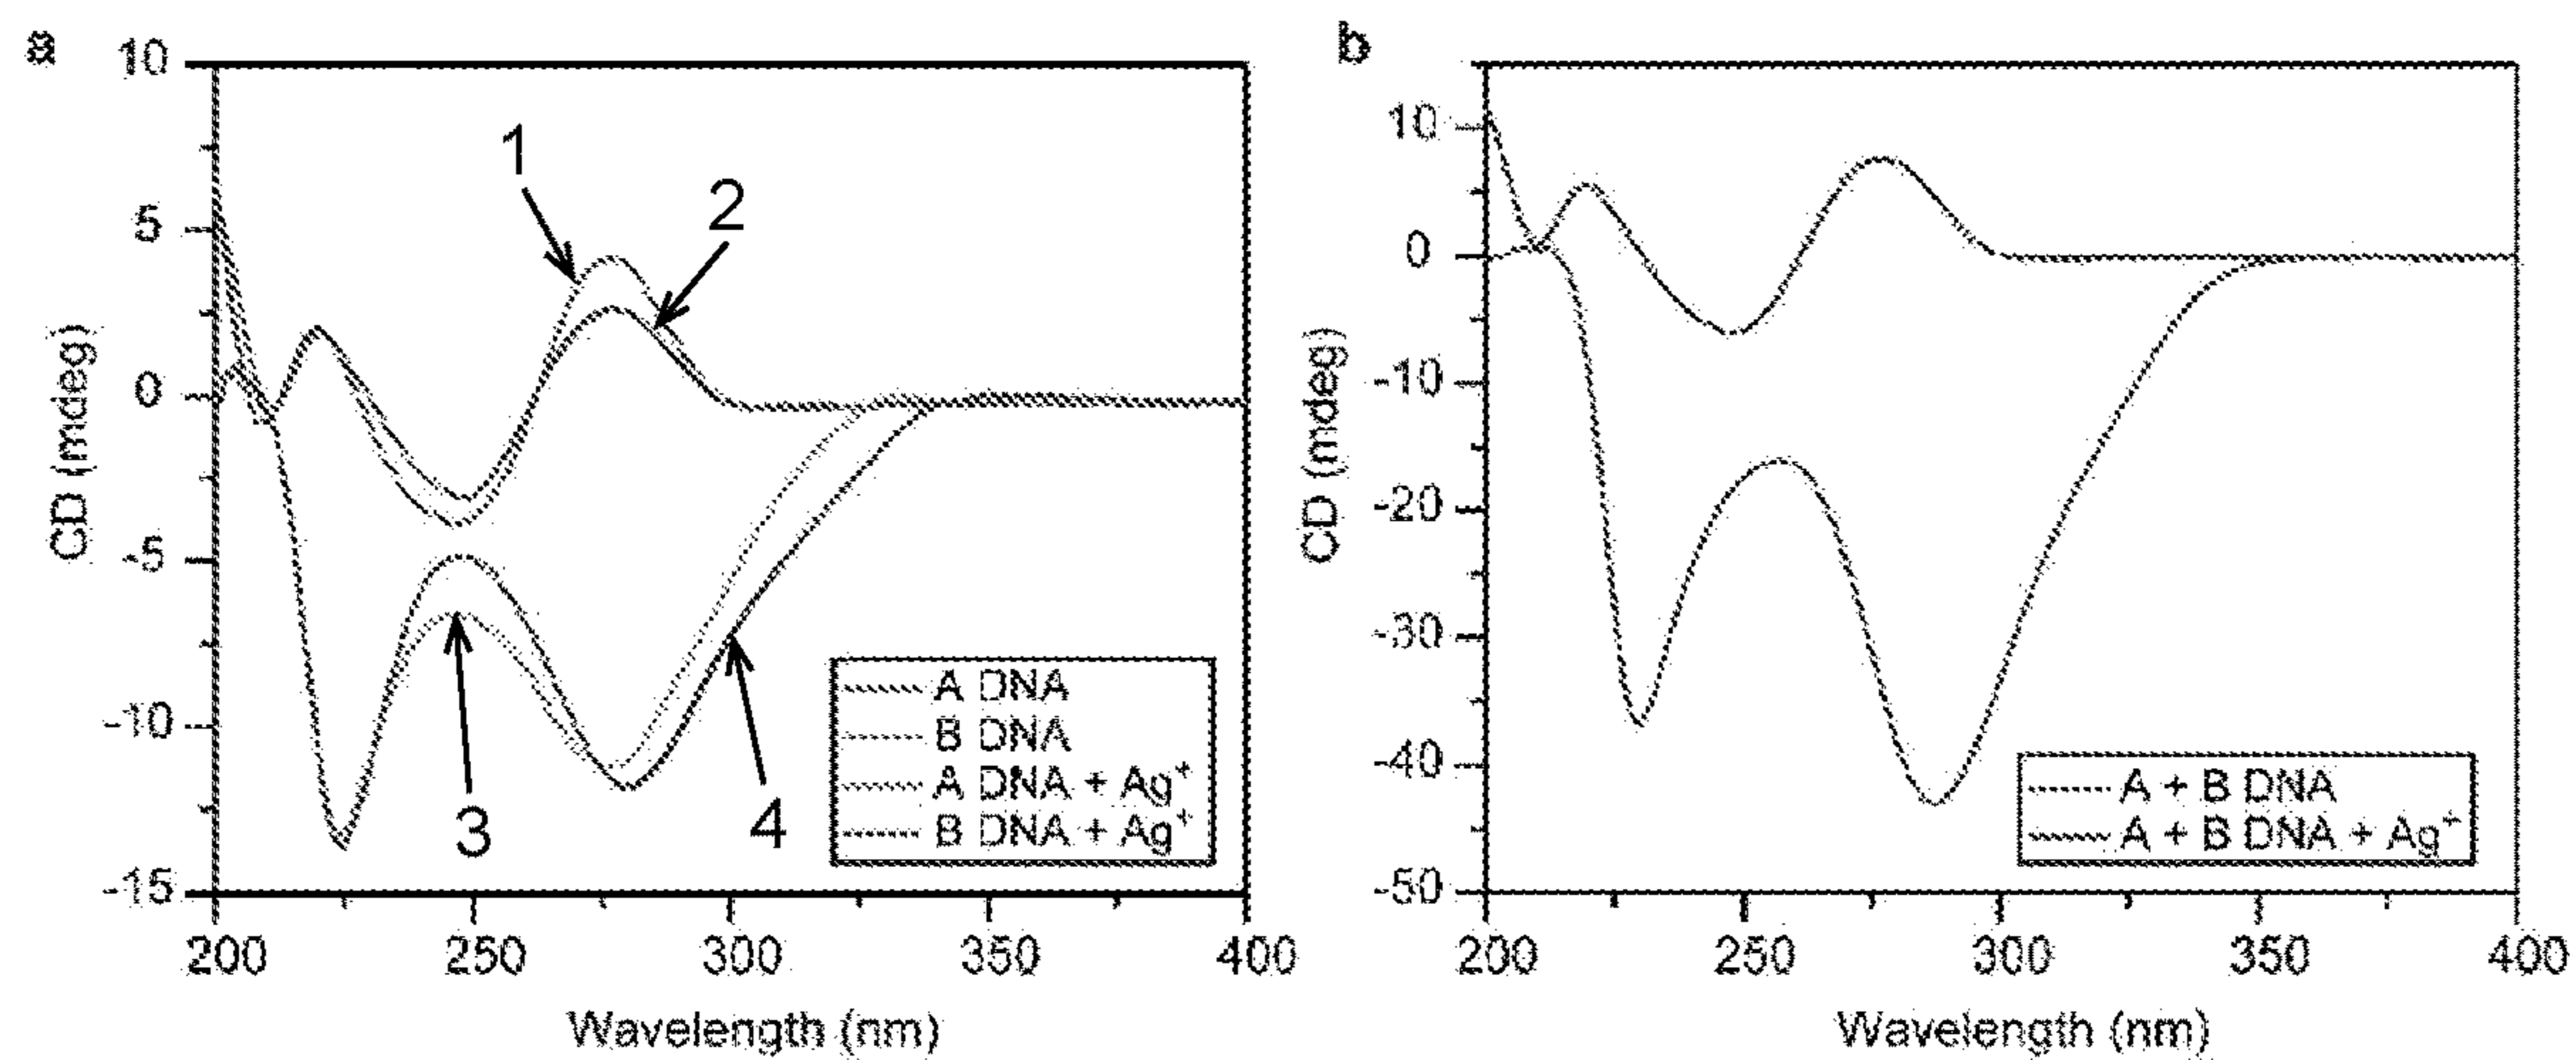 a
10
5
0
-5
-10
-15
CD (mdeg)
1
2
3
4
A DNA
B DNA
A DNA + Ag⁺
B DNA + Ag⁺
200 250 300 350 400
Wavelength (nm)
b
10
0
-10
-20
-30
-40
-50
CD (mdeg)
A + B DNA
A + B DNA + Ag⁺
200 250 300 350 400
Wavelength (nm)